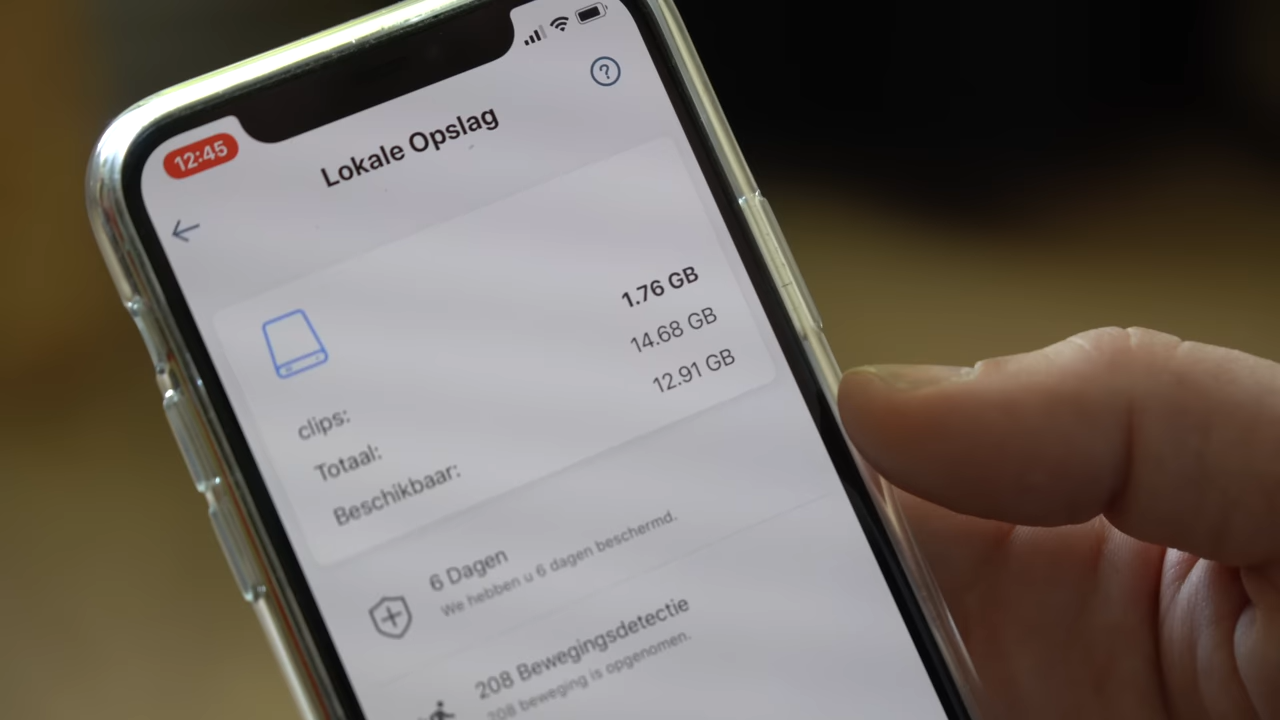 12:45
?
Lokale Opslag
clips: 1.76 GB
Totaal: 14.68 GB
Beschikbaar: 12.91 GB
6 Dagen
We hebben u 6 dagen beschermd.
208 Bewegingsdetectie
208 beweging is opgenomen.